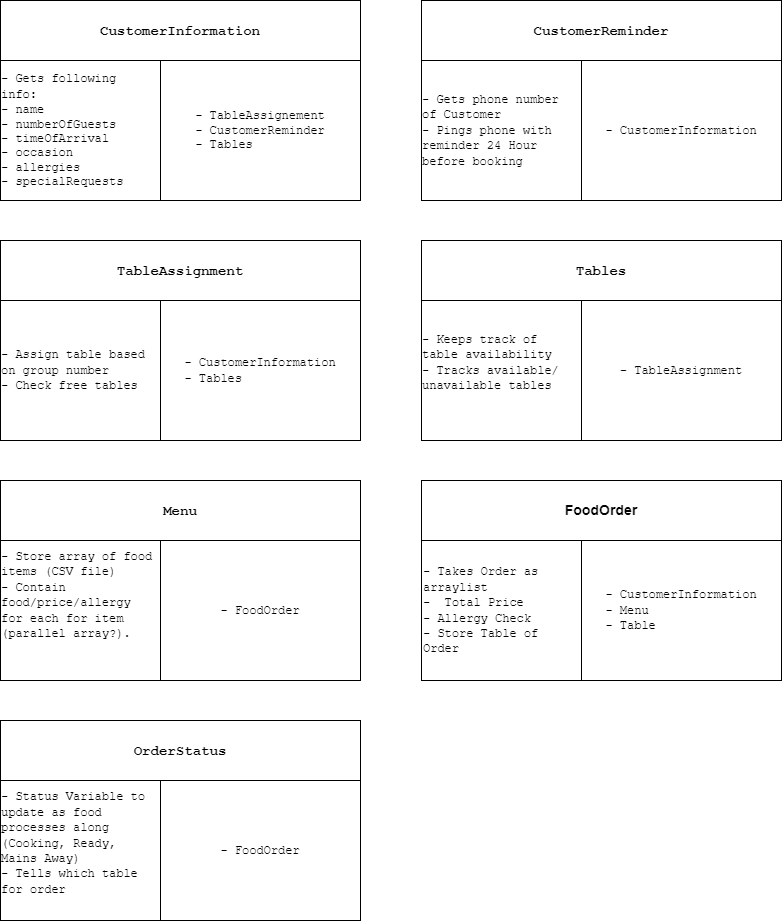 CustomerInformation
- Gets following
info:
- name
- numberOfGuests
- timeOfArrival
- occasion
- allergies
- specialRequests
- TableAssignement
- CustomerReminder
- Tables
CustomerReminder
- Gets phone number
of Customer
- Pings phone with
reminder 24 Hour
before booking
- CustomerInformation
TableAssignment
- Assign table based
on group number
- Check free tables
- CustomerInformation
- Tables
Tables
- Keeps track of
table availability
- Tracks available/
unavailable tables
- TableAssignment
Menu
- Store array of food
items (CSV file)
- Contain
food/price/allergy
for each for item
(parallel array?).
- FoodOrder
FoodOrder
- Takes Order as
arraylist
- Total Price
- Allergy Check
- Store Table of
Order
- CustomerInformation
- Menu
- Table
OrderStatus
- Status Variable to
update as food
processes along
(Cooking, Ready,
Mains Away)
- Tells which table
for order
- FoodOrder